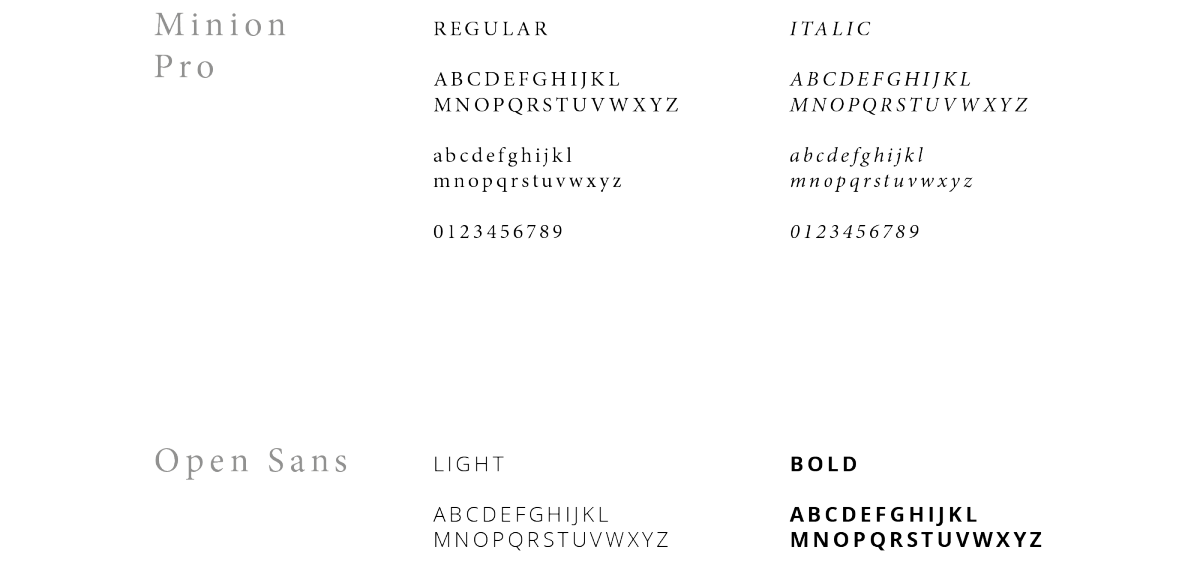 Minion
Pro
REGULAR
ABCDEFGHIJKL
MNOPQRSTUVWXYZ
abcdefghijkl
mnopqrstuvwxyz
0123456789
ITALIC
ABCDEFGHIJKL
MNOPQRSTUVWXYZ
abcdefghijkl
mnopqrstuvwxyz
0123456789
Open Sans
LIGHT
ABCDEFGHIJKL
MNOPQRSTUVWXYZ
BOLD
ABCDEFGHIJKL
MNOPQRSTUVWXYZ